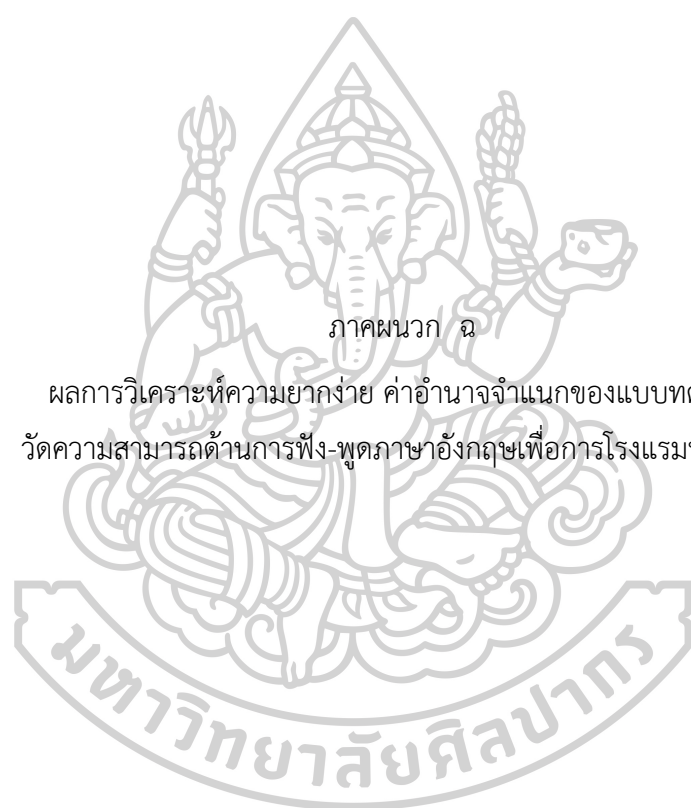 ภาคผนวก ฉ
ผลการวิเคราะห์ความยากง่าย ค่าอำนาจจำแนกของแบบทด
วัดความสามารถด้านการฟัง-พูดภาษาอังกฤษเพื่อการโรงแรม
มหาวิทยาลัยศิลปากร